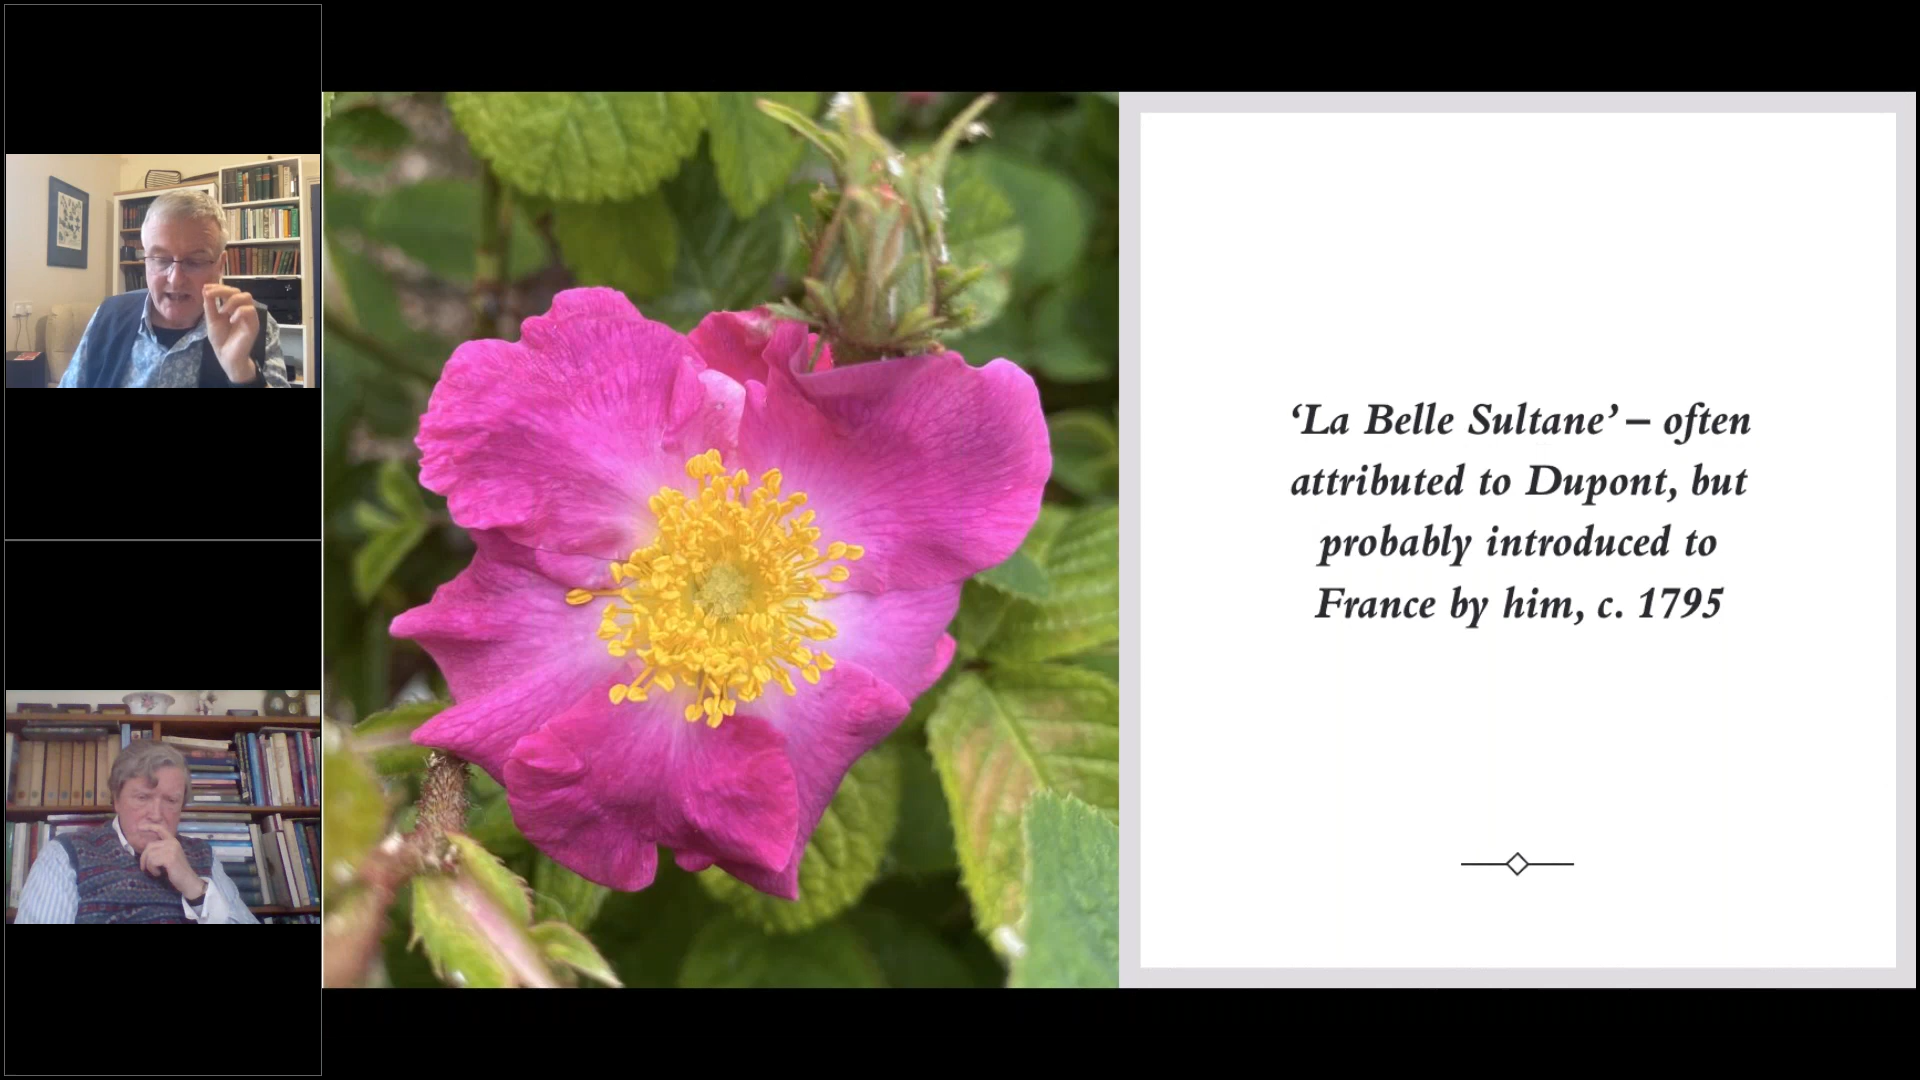 ‘La Belle Sultane’ – often
attributed to Dupont, but
probably introduced to
France by him, c. 1795